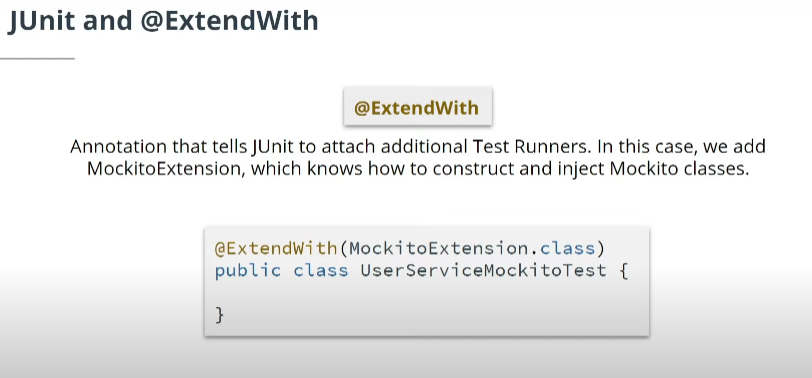 JUnit and @ExtendWith
@ExtendWith
Annotation that tells JUnit to attach additional Test Runners. In this case, we add
MockitoExtension, which knows how to construct and inject Mockito classes.
@ExtendWith(MockitoExtension.class)
public class UserServiceMockitoTest {
}